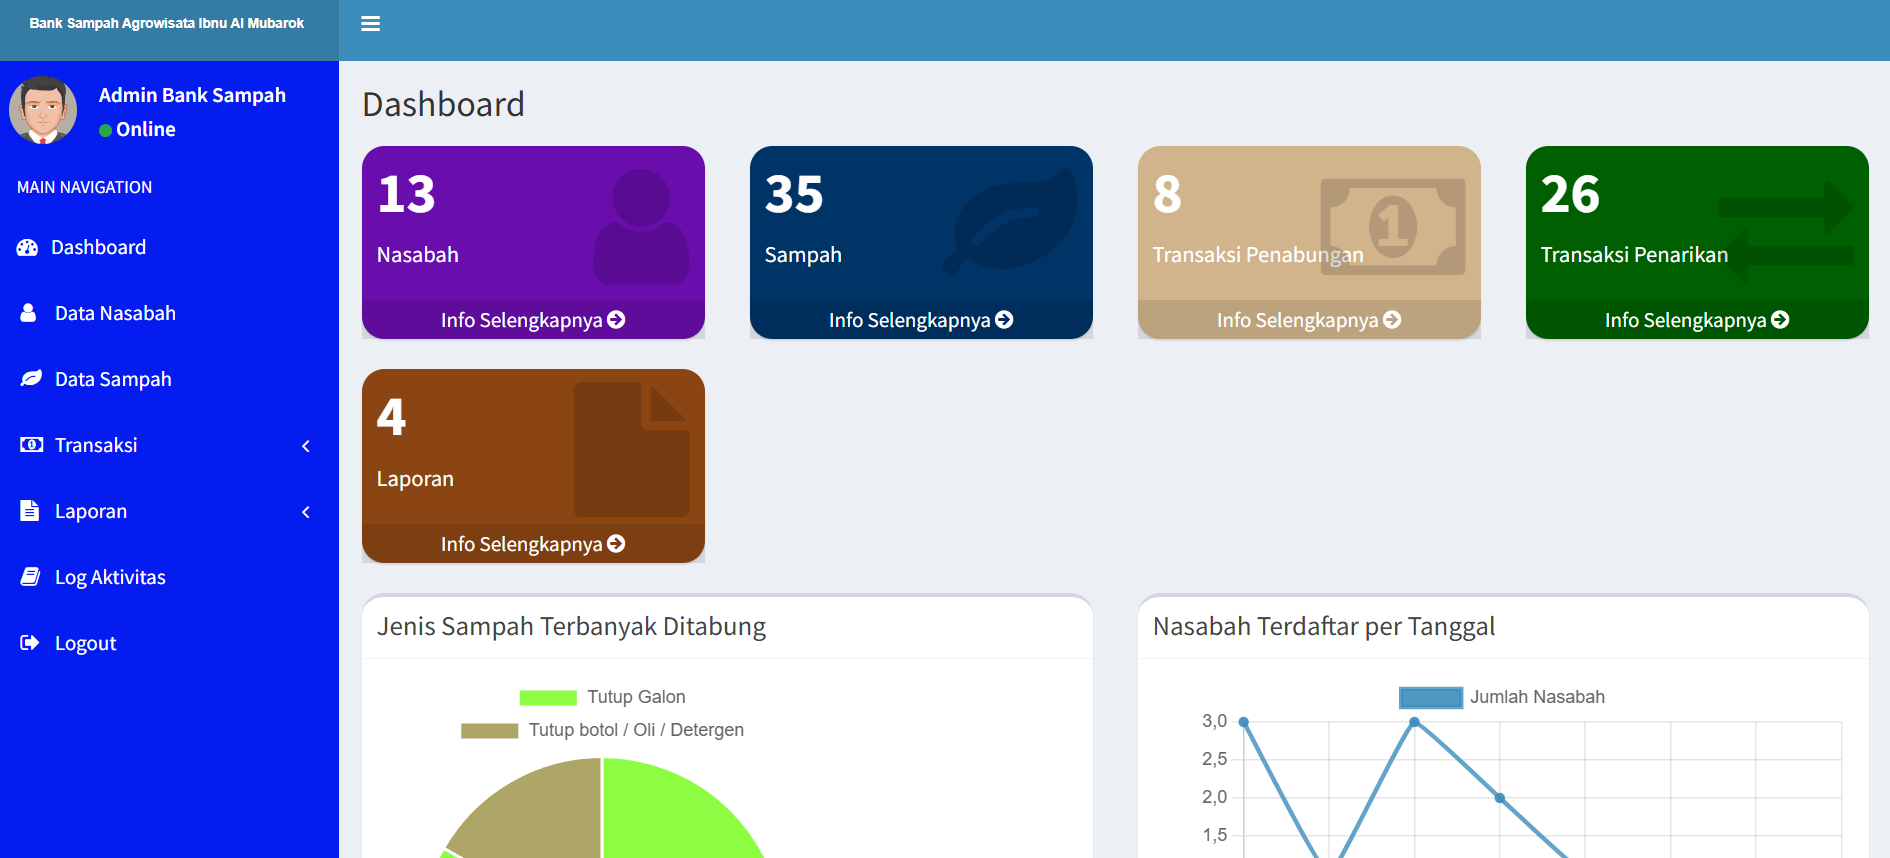 Bank Sampah Agrowisata Ibnu Al Mubarok
Admin Bank Sampah
Online
MAIN NAVIGATION
Dashboard
Data Nasabah
Data Sampah
Transaksi
Laporan
Log Aktivitas
Logout
Dashboard
13
Nasabah
Info Selengkapnya
35
Sampah
Info Selengkapnya
8
Transaksi Penabungan
1
Info Selengkapnya
26
Transaksi Penarikan
Info Selengkapnya
4
Laporan
Info Selengkapnya
Jenis Sampah Terbanyak Ditabung
Tutup Galon
Tutup botol / Oli / Detergen
Nasabah Terdaftar per Tanggal
Jumlah Nasabah
3,0
2,5
2,0
1,5